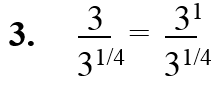 3. 3/3^{1/4} = 3^1/3^{1/4}